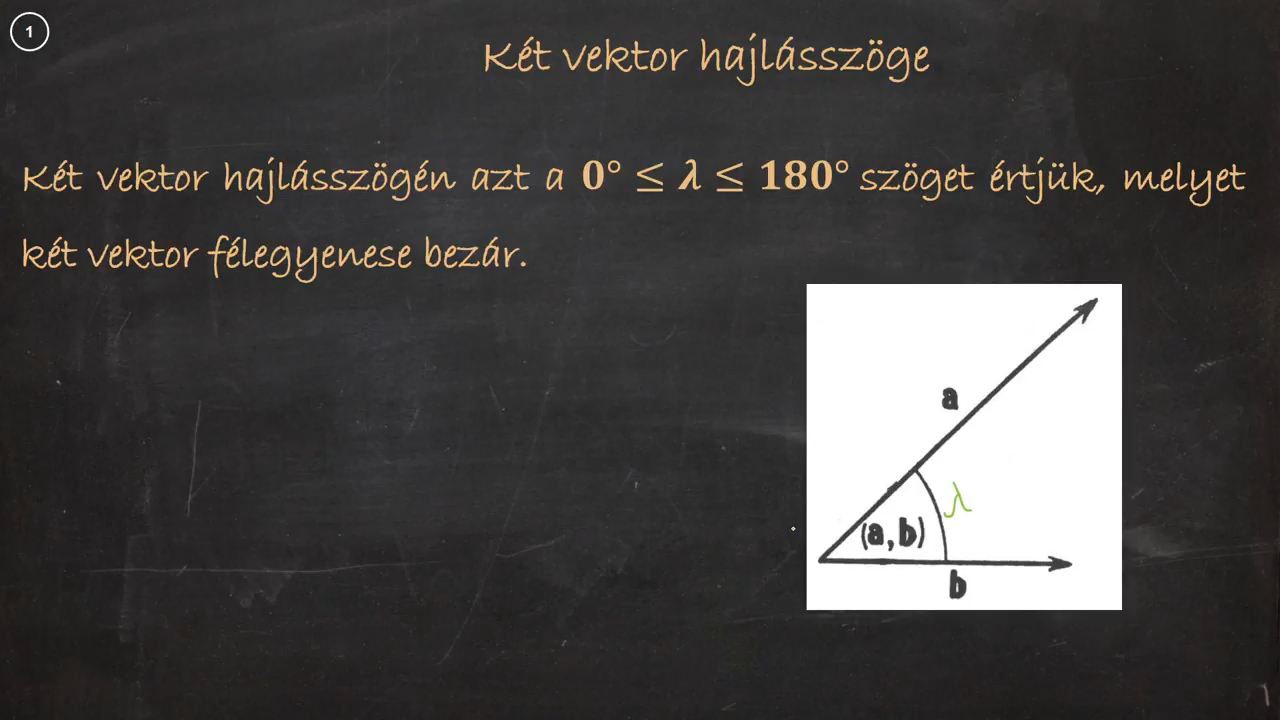 1
Két vektor hajlásszöge
Két vektor hajlásszögén azt a 0° ≤ λ ≤ 180° szöget értjük, melyet
két vektor félegyenese bezár.
a
λ
(a,b)
b